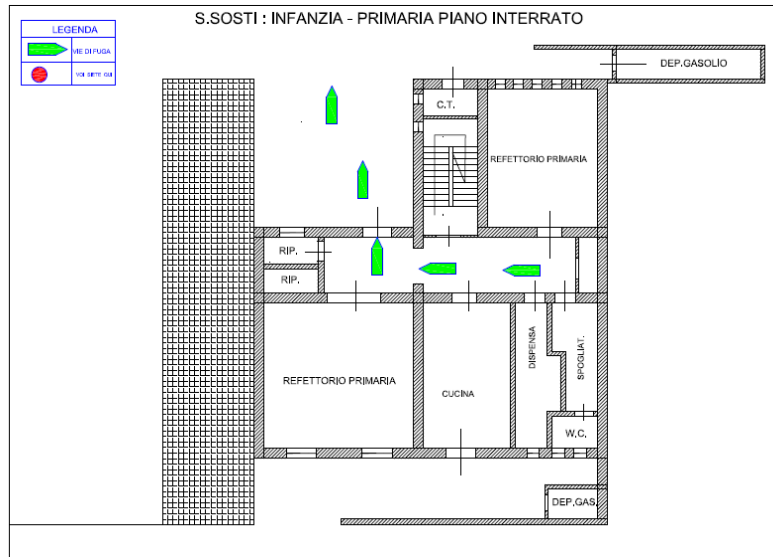 S.SOSTI : INFANZIA - PRIMARIA PIANO INTERRATO
LEGENDA
VIE DI FUGA
VOI SIETE QUI
DEP.GASOLIO
C.T.
REFETTORIO PRIMARIA
RIP.
RIP.
REFETTORIO PRIMARIA
CUCINA
DISPENSA
SPOGLIAT.
W.C.
DEP.GAS.